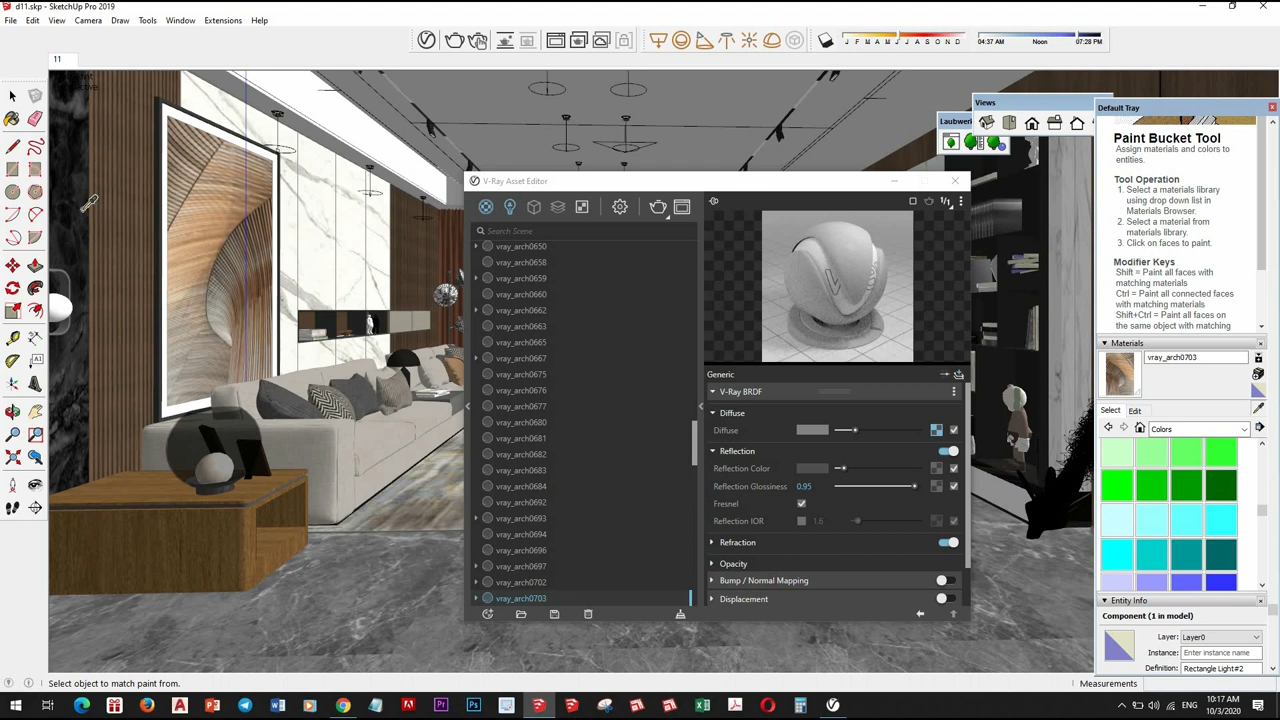 d11.skp - SketchUp Pro 2019
File Edit View Camera Draw Tools Window Extensions Help
J F M A M J J A S O N D
04:37 AM Noon 07:28 PM
11
Views
Laubwer
Default Tray
Paint Bucket Tool
Assign materials and colors to
entities.
Tool Operation
1. Select a materials library
using drop down list in
Materials Browser.
2. Select a material from
materials library.
3. Click on faces to paint.
Modifier Keys
Shift = Paint all faces with
matching materials
Ctrl = Paint all connected faces
with matching materials
Shift+Ctrl = Paint all faces on
the same object with matching
Materials
vray_arch0703
Select Edit
Colors
Entity Info
Component (1 in model)
Layer: Layer0
Instance: Enter instance name
Definition: Rectangle Light#2
V-Ray Asset Editor
Search Scene
vray_arch0650
vray_arch0658
vray_arch0659
vray_arch0660
vray_arch0662
vray_arch0663
vray_arch0665
vray_arch0667
vray_arch0675
vray_arch0676
vray_arch0677
vray_arch0680
vray_arch0681
vray_arch0682
vray_arch0683
vray_arch0684
vray_arch0692
vray_arch0693
vray_arch0694
vray_arch0696
vray_arch0697
vray_arch0702
vray_arch0703
1/1
Generic
V-Ray BRDF
Diffuse
Diffuse
Reflection
Reflection Color
Reflection Glossiness 0.95
Fresnel
Reflection IOR 1.6
Refraction
Opacity
Bump / Normal Mapping
Displacement
Select object to match paint from.
Measurements
10:17 AM
10/3/2020